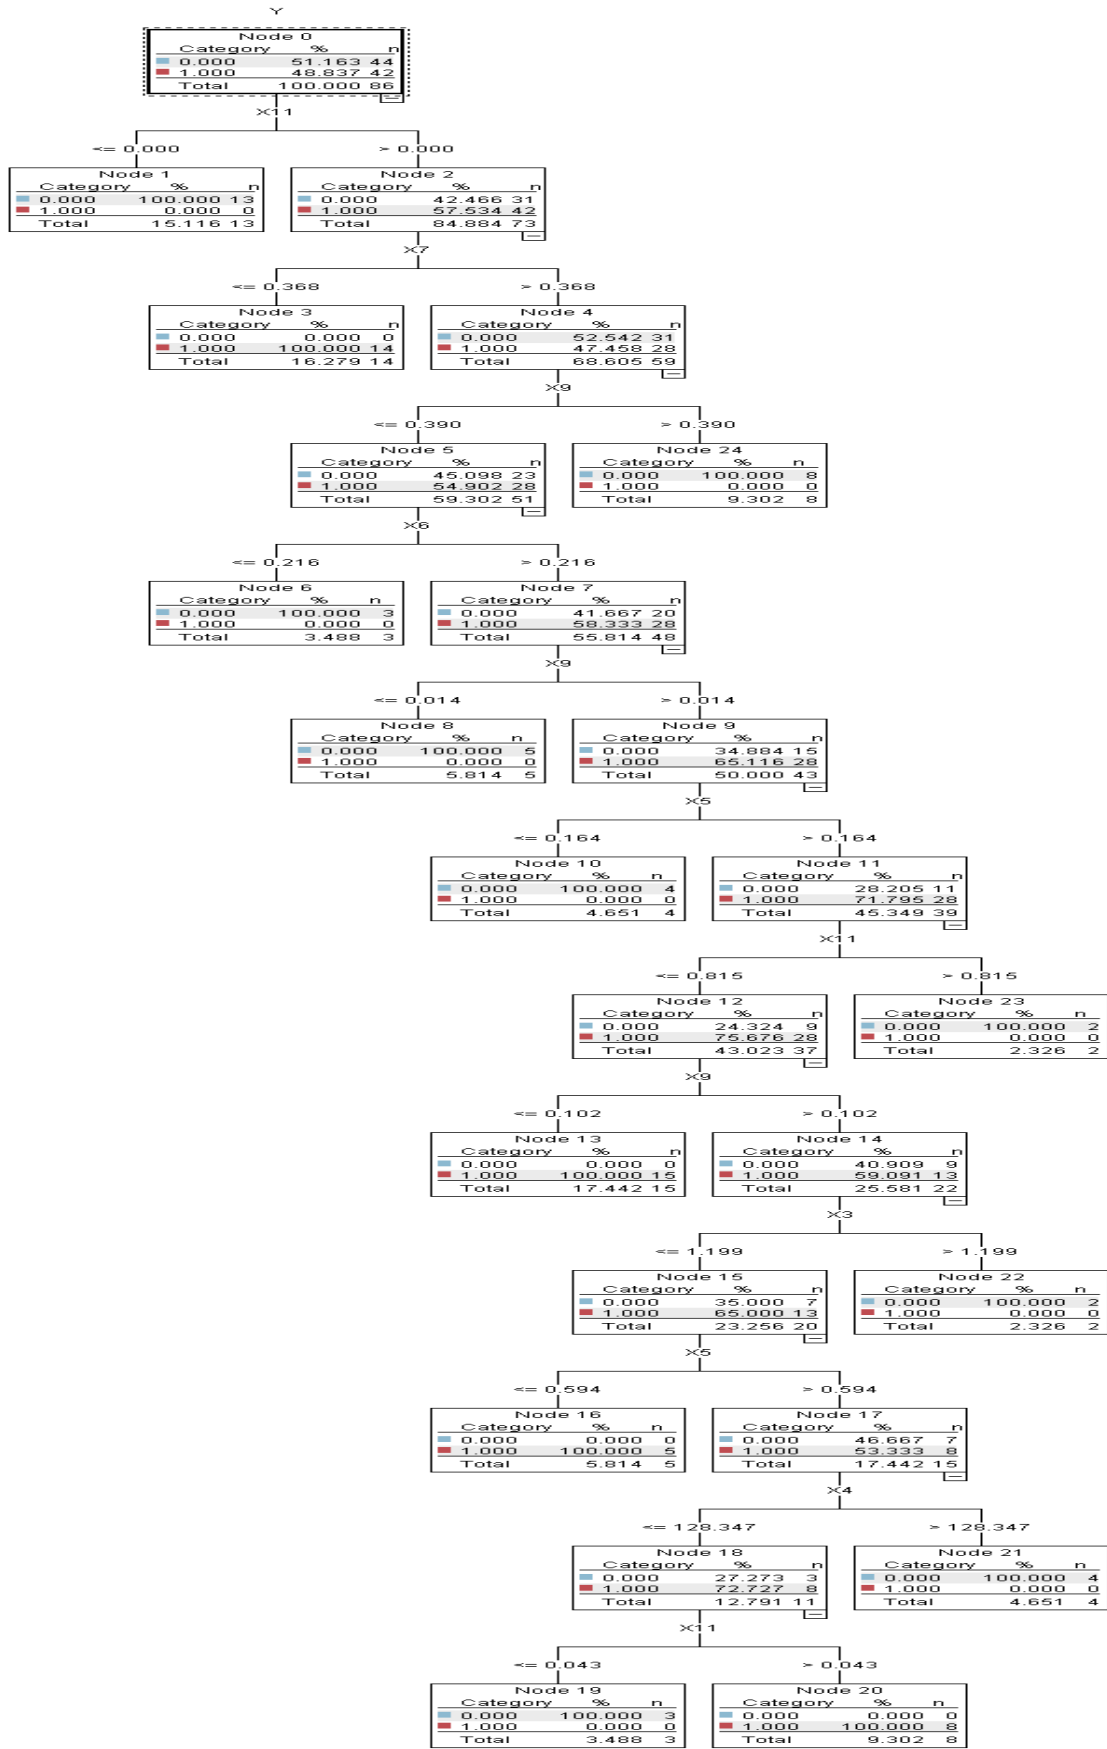 Y
Node 0
Category % n
0.000 51.163 44
1.000 48.837 42
Total 100.000 86
X11
<= 0.000
> 0.000
Node 1
Category % n
0.000 100.000 13
1.000 0.000 0
Total 15.116 13
Node 2
Category % n
0.000 42.466 31
1.000 57.534 42
Total 84.884 73
X7
<= 0.368
> 0.368
Node 3
Category % n
0.000 0.000 0
1.000 100.000 14
Total 16.279 14
Node 4
Category % n
0.000 52.542 31
1.000 47.458 28
Total 68.605 59
X9
<= 0.390
> 0.390
Node 5
Category % n
0.000 45.098 23
1.000 54.902 28
Total 59.302 51
Node 24
Category % n
0.000 100.000 8
1.000 0.000 0
Total 9.302 8
X6
<= 0.216
> 0.216
Node 6
Category % n
0.000 100.000 3
1.000 0.000 0
Total 3.488 3
Node 7
Category % n
0.000 41.667 20
1.000 58.333 28
Total 55.814 48
X9
<= 0.014
> 0.014
Node 8
Category % n
0.000 100.000 5
1.000 0.000 0
Total 5.814 5
Node 9
Category % n
0.000 34.884 15
1.000 65.116 28
Total 50.000 43
X5
<= 0.164
> 0.164
Node 10
Category % n
0.000 100.000 4
1.000 0.000 0
Total 4.651 4
Node 11
Category % n
0.000 28.205 11
1.000 71.795 28
Total 45.349 39
X11
<= 0.815
> 0.815
Node 12
Category % n
0.000 24.324 9
1.000 75.676 28
Total 43.023 37
Node 23
Category % n
0.000 100.000 2
1.000 0.000 0
Total 2.326 2
X9
<= 0.102
> 0.102
Node 13
Category % n
0.000 0.000 0
1.000 100.000 15
Total 17.442 15
Node 14
Category % n
0.000 40.909 9
1.000 59.091 13
Total 25.581 22
X3
<= 1.199
> 1.199
Node 15
Category % n
0.000 35.000 7
1.000 65.000 13
Total 23.256 20
Node 22
Category % n
0.000 100.000 2
1.000 0.000 0
Total 2.326 2
X5
<= 0.594
> 0.594
Node 16
Category % n
0.000 0.000 0
1.000 100.000 5
Total 5.814 5
Node 17
Category % n
0.000 46.667 7
1.000 53.333 8
Total 17.442 15
X4
<= 128.347
> 128.347
Node 18
Category % n
0.000 27.273 3
1.000 72.727 8
Total 12.791 11
Node 21
Category % n
0.000 100.000 4
1.000 0.000 0
Total 4.651 4
X11
<= 0.043
> 0.043
Node 19
Category % n
0.000 100.000 3
1.000 0.000 0
Total 3.488 3
Node 20
Category % n
0.000 0.000 0
1.000 100.000 8
Total 9.302 8